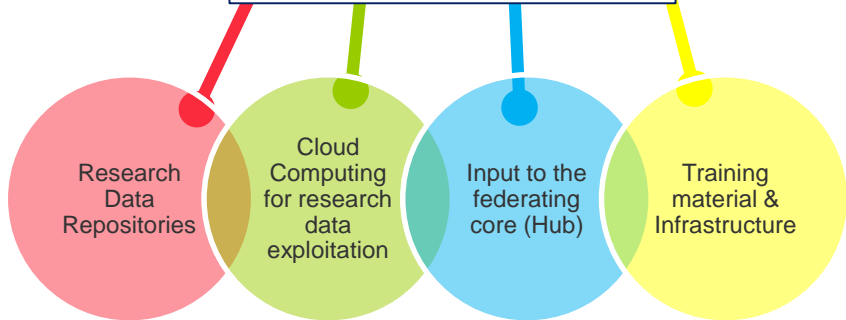 Research
Data
Repositories
Cloud
Computing
for research
data
exploitation
Input to the
federating
core (Hub)
Training
material &
Infrastructure